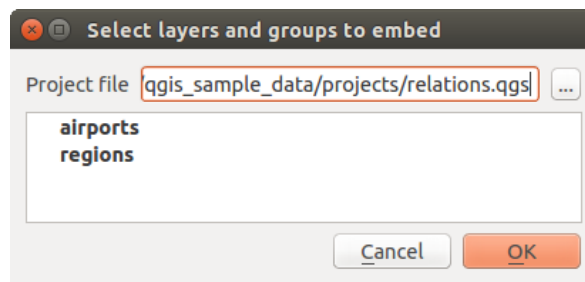 Select layers and groups to embed
Project file /qgis_sample_data/projects/relations.qgs ...
airports
regions
Cancel OK